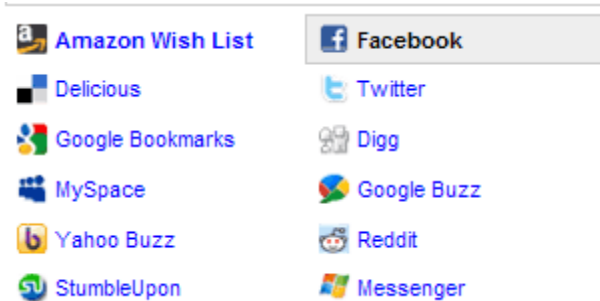 Amazon Wish List Facebook
Delicious Twitter
Google Bookmarks Digg
MySpace Google Buzz
Yahoo Buzz Reddit
StumbleUpon Messenger